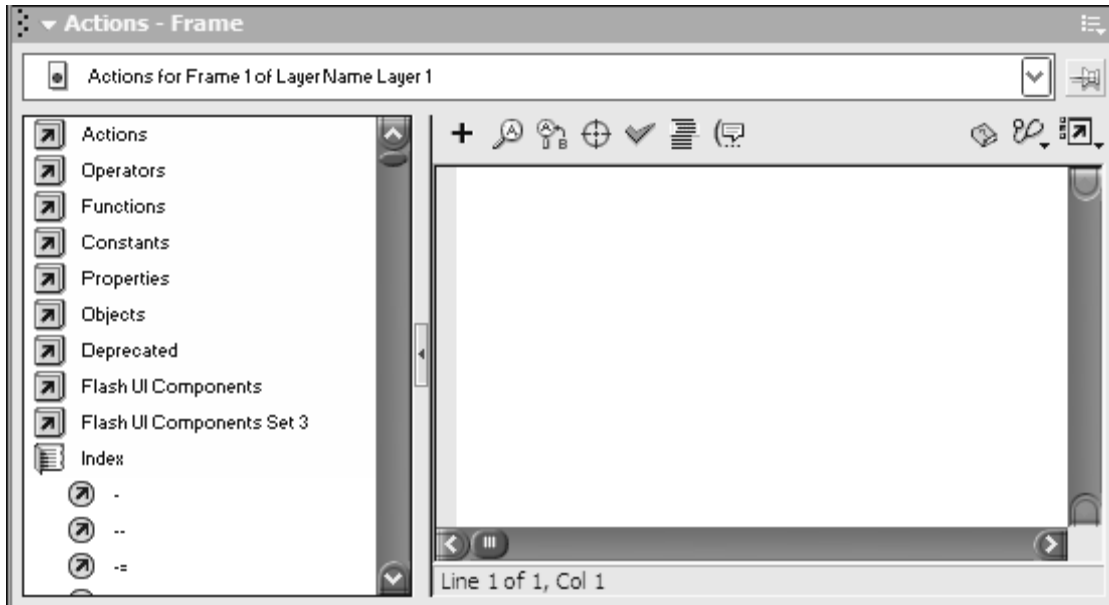 Actions - Frame
Actions for Frame 1 of Layer Name Layer 1
Actions
Operators
Functions
Constants
Properties
Objects
Deprecated
Flash UI Components
Flash UI Components Set 3
Index
-
--
-=
Line 1 of 1, Col 1